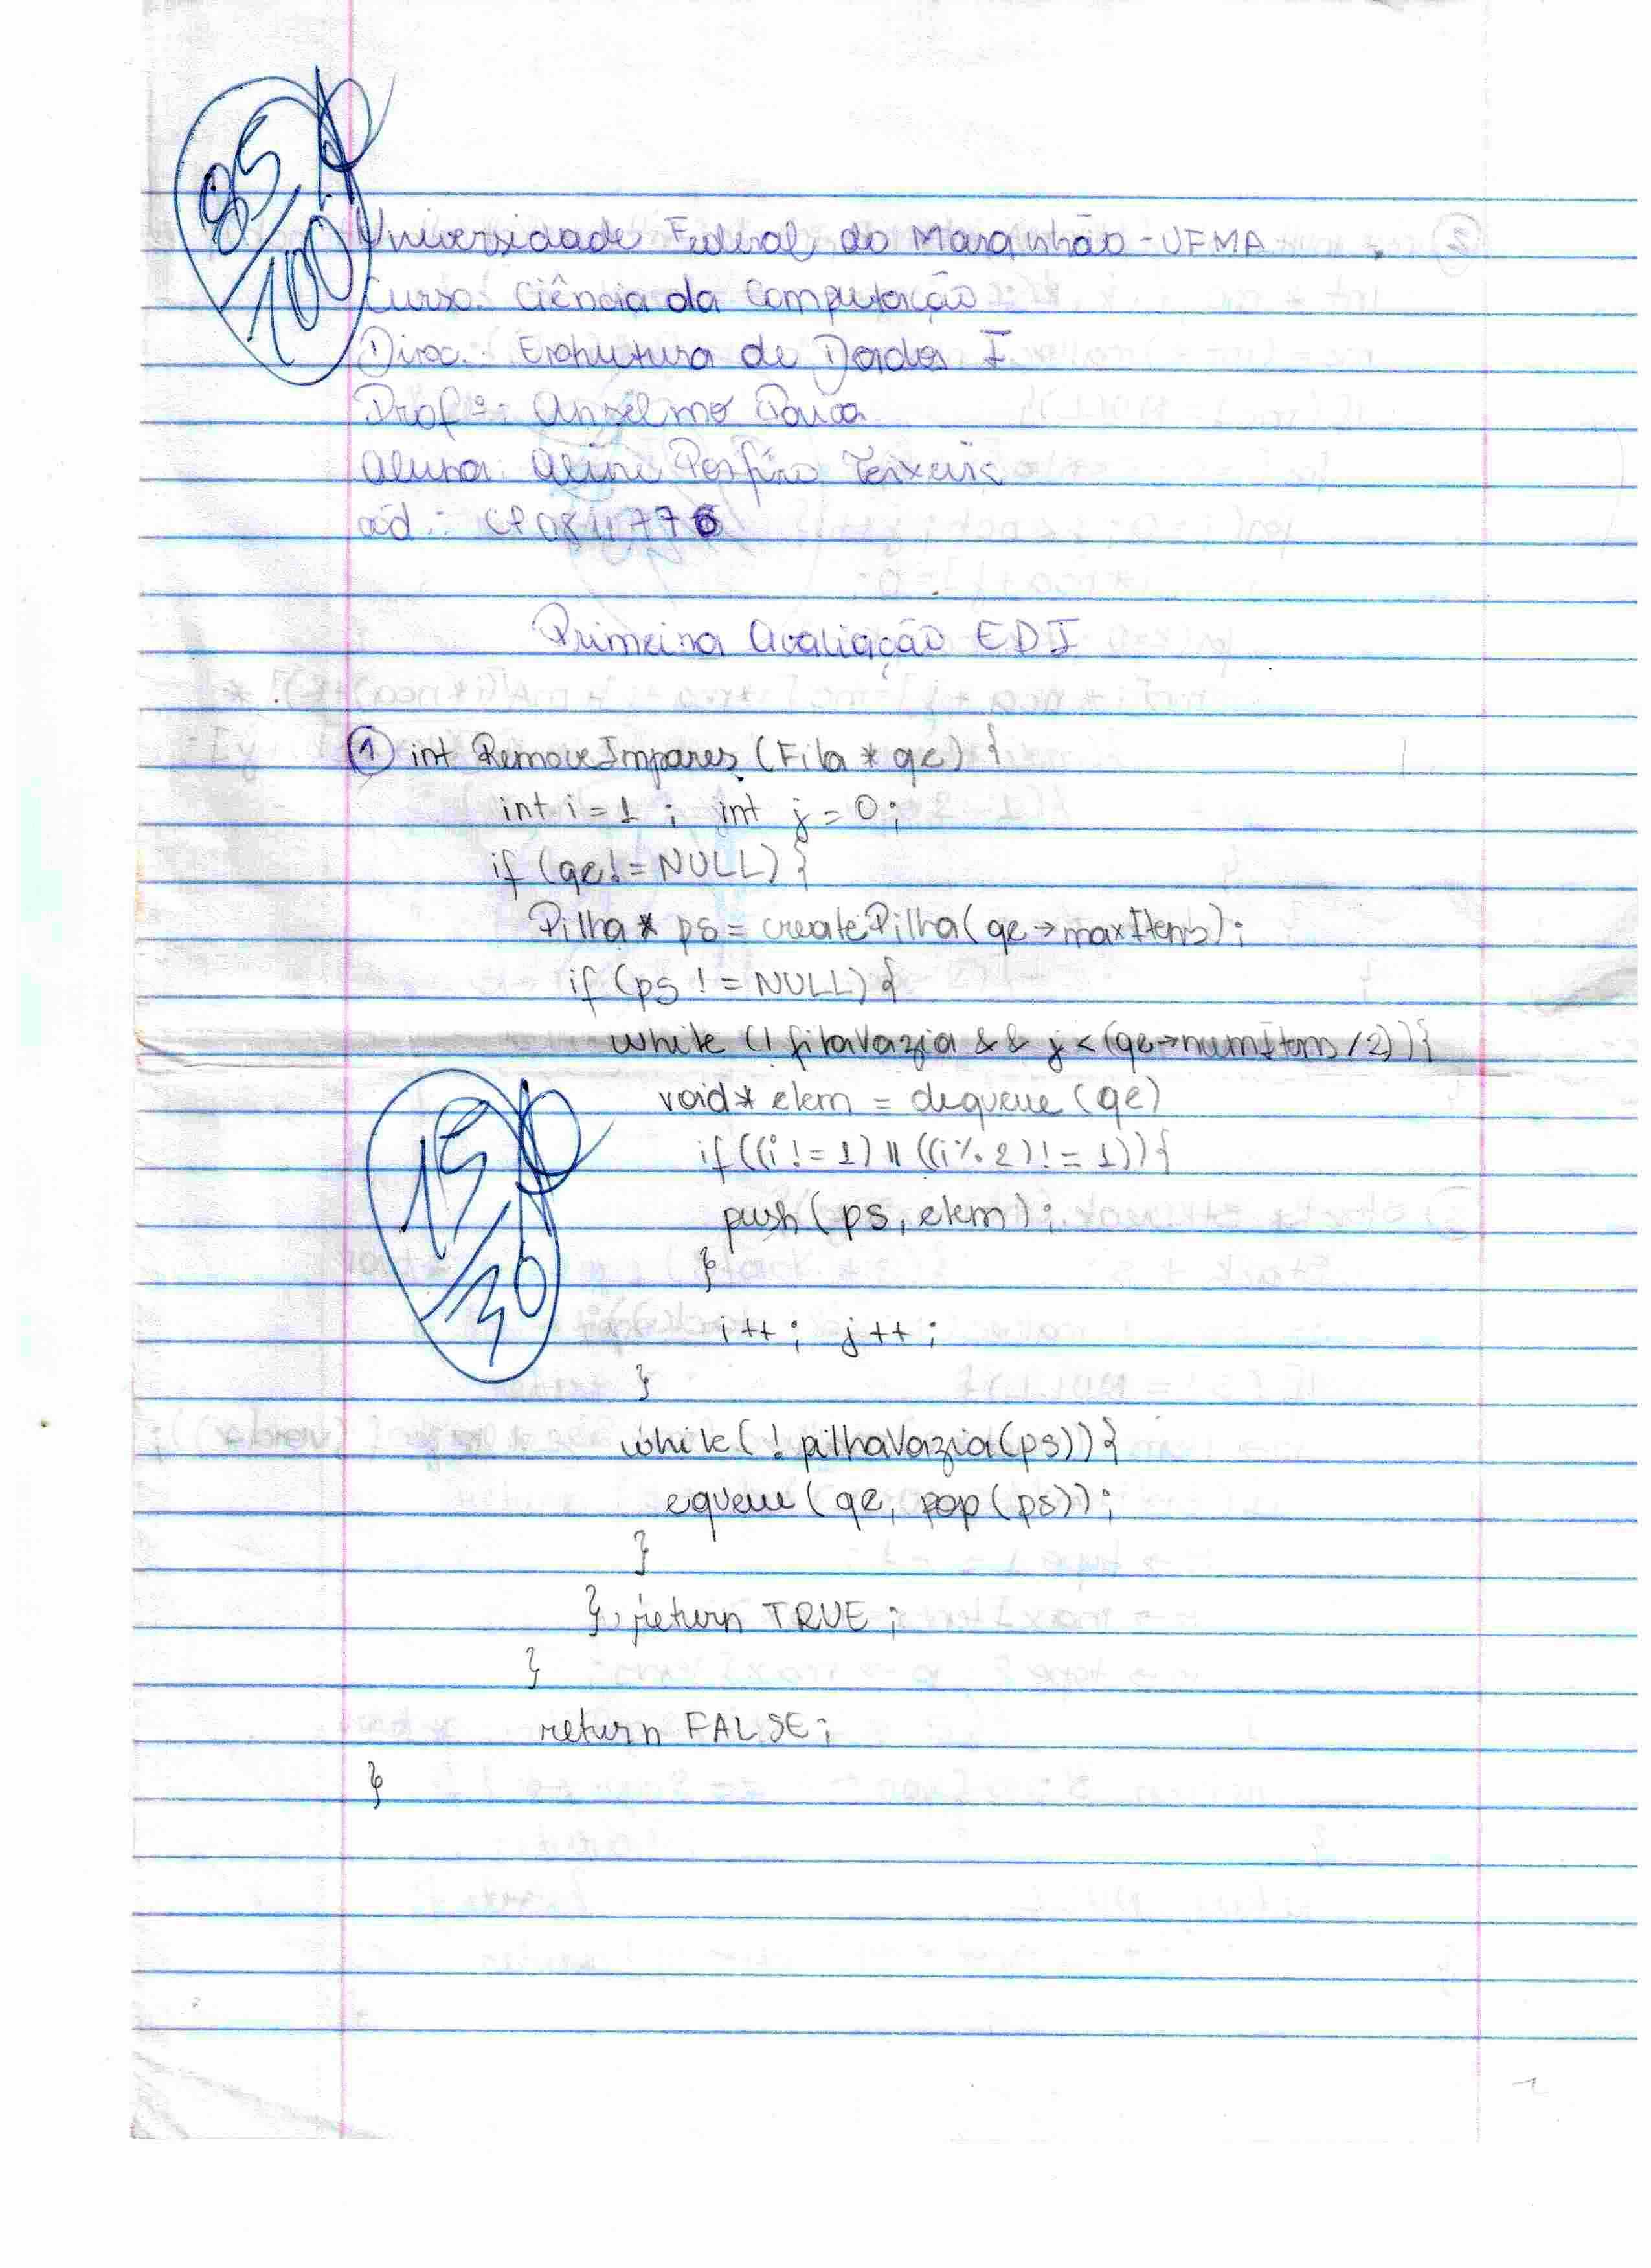 85/100
Universidade Federal do Maranhão - UFMA
Curso: Ciência da Computação
Disc.: Estrutura de Dados I
Profº: Anselmo Paiva
Aluna: Aline Porfiro Teixeira
cód.: CP0811776
Primeira Avaliação EDI
① int RemoveImpares (Fila * qe) {
int i = 1 ; int j = 0 ;
if (qe != NULL) {
Pilha * ps = createPilha( qe → maxItens);
if (ps != NULL) {
while (! filaVazia && j < (qe→numItens / 2)) {
void* elem = dequeue (qe)
if ((i != 1) || ((i % 2) != 1)) {
push ( ps, elem ) ;
}
i ++ ; j ++ ;
}
15/30
while ( ! pilhaVazia (ps)) {
equeue ( qe, pop ( ps)) ;
}
} return TRUE ;
}
return FALSE ;
}